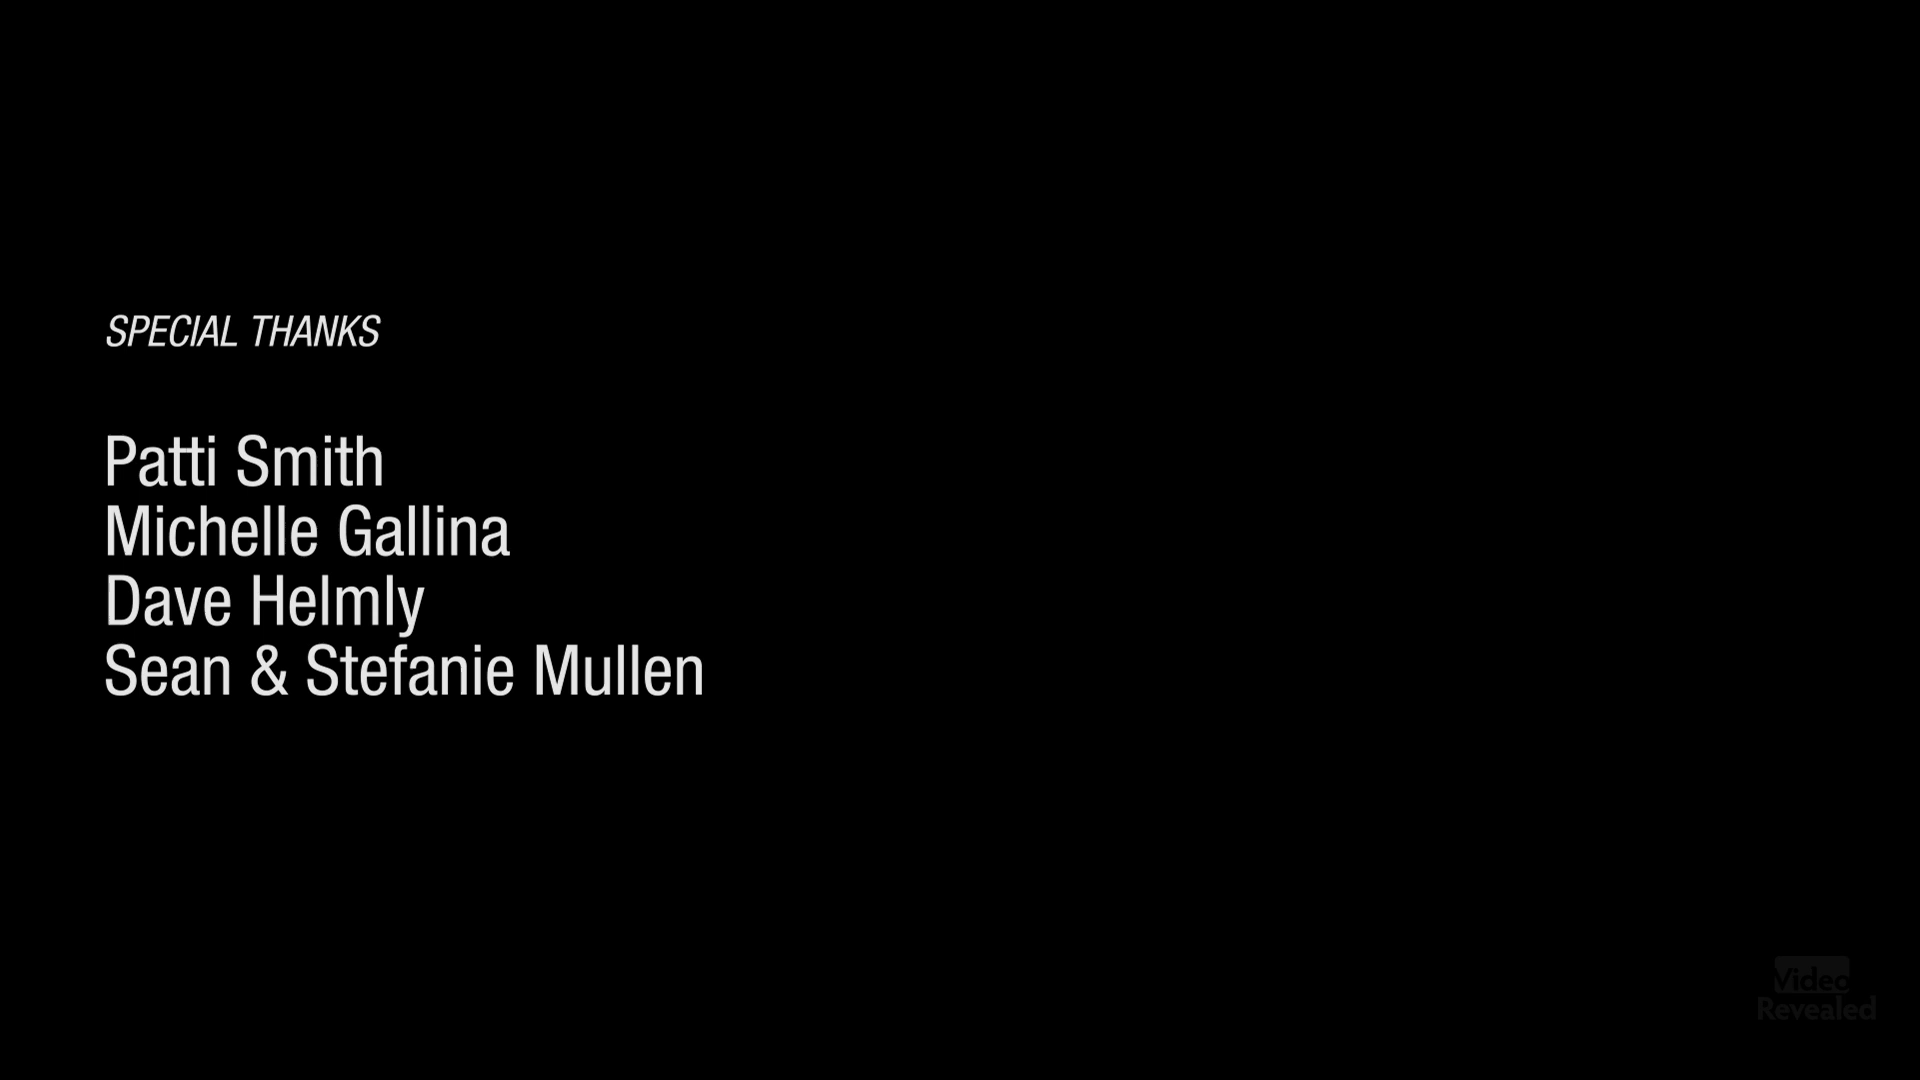 SPECIAL THANKS
Patti Smith
Michelle Gallina
Dave Helmly
Sean & Stefanie Mullen
Video
Revealed